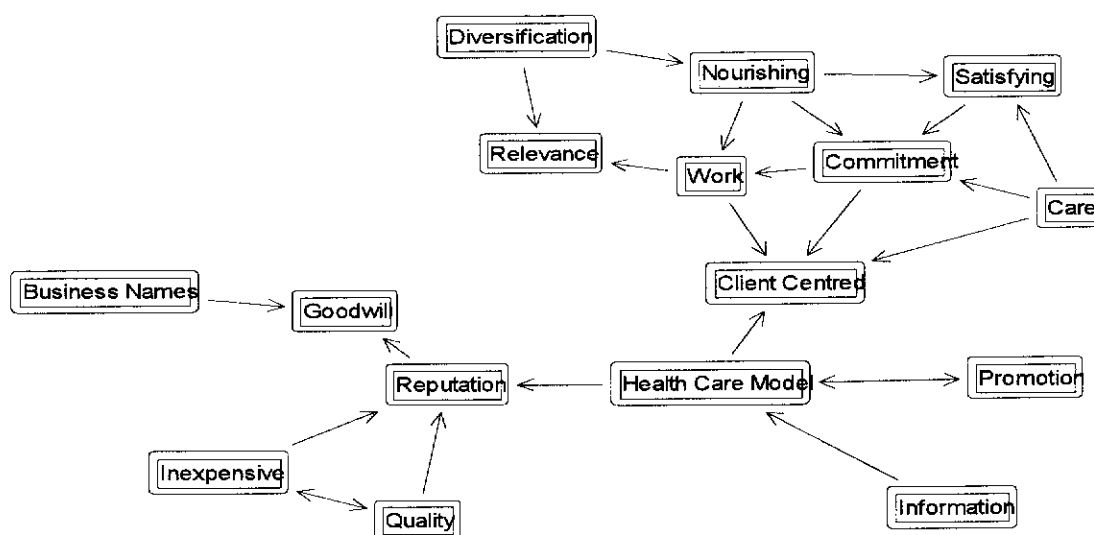 Diversification
Nourishing
Satisfying
Relevance
Work
Commitment
Care
Business Names
Goodwill
Client Centred
Reputation
Health Care Model
Promotion
Inexpensive
Quality
Information